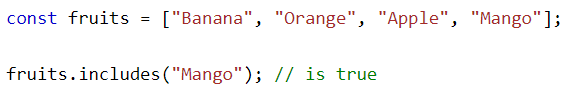 const fruits = ["Banana", "Orange", "Apple", "Mango"];
fruits.includes("Mango"); // is true